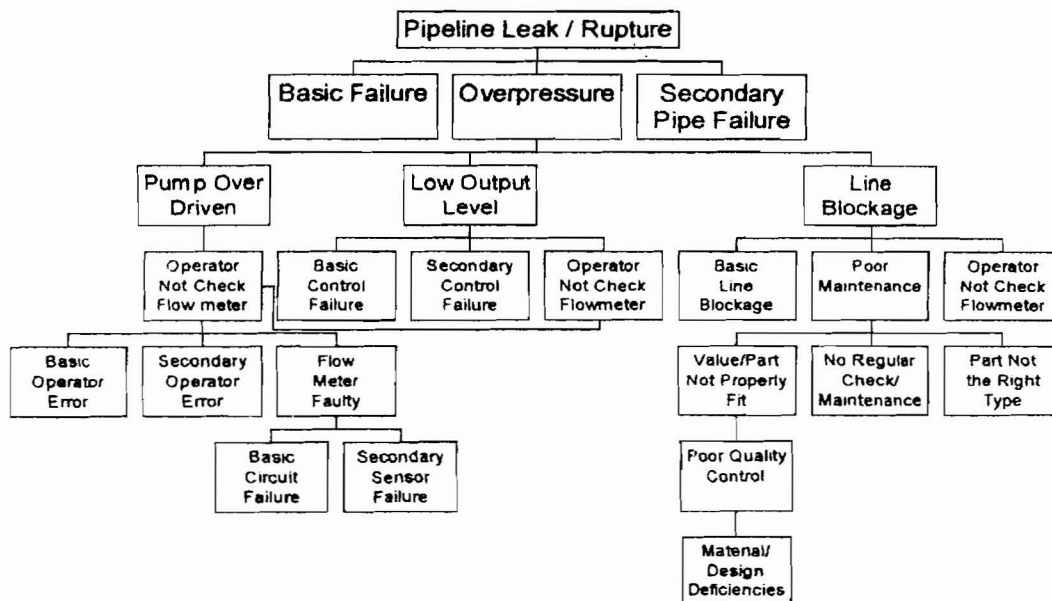 Pipeline Leak / Rupture
Basic Failure
Overpressure
Secondary
Pipe Failure
Pump Over
Driven
Low Output
Level
Line
Blockage
Operator
Not Check
Flow meter
Basic
Control
Failure
Secondary
Control
Failure
Operator
Not Check
Flowmeter
Basic
Line
Blockage
Poor
Maintenance
Operator
Not Check
Flowmeter
Basic
Operator
Error
Secondary
Operator
Error
Flow
Meter
Faulty
Value/Part
Not Properly
Fit
No Regular
Check/
Maintenance
Part Not
the Right
Type
Basic
Circuit
Failure
Secondary
Sensor
Failure
Poor Quality
Control
Material/
Design
Deficiencies